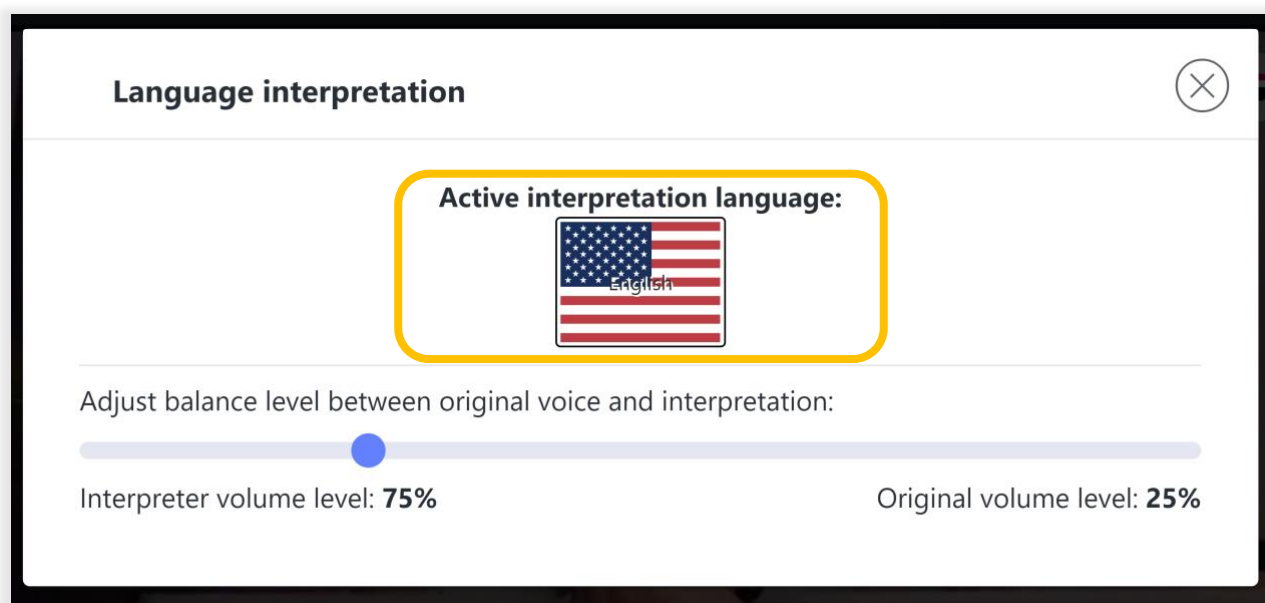 Language interpretation
Active interpretation language:
English
Adjust balance level between original voice and interpretation:
Interpreter volume level: 75%
Original volume level: 25%